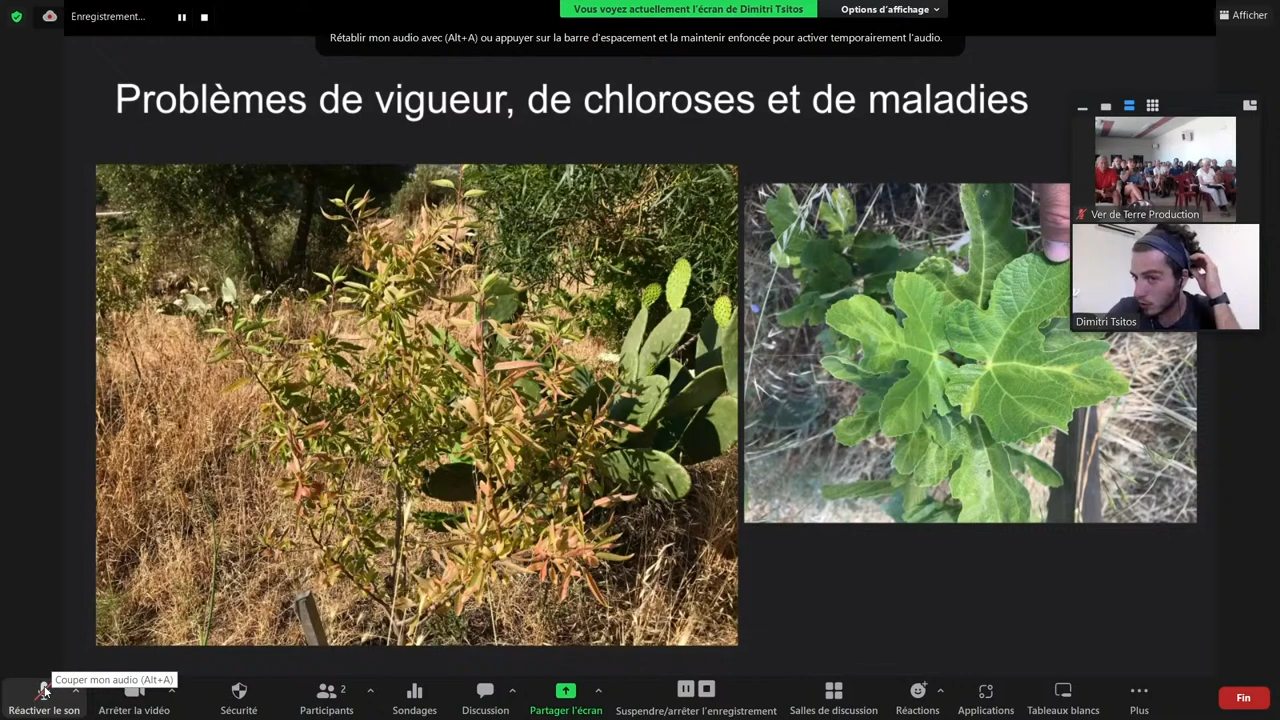 Enregistrement...
Vous voyez actuellement l'écran de Dimitri Tsitos
Options d'affichage
Afficher
Rétablir mon audio avec (Alt+A) ou appuyer sur la barre d'espacement et la maintenir enfoncée pour activer temporairement l'audio.
Problèmes de vigueur, de chloroses et de maladies
Ver de Terre Production
Dimitri Tsitos
Couper mon audio (Alt+A)
Réactiver le son
Arrêter la vidéo
Sécurité
2
Participants
Sondages
Discussion
Partager l'écran
Suspendre/arrêter l'enregistrement
Salles de discussion
Réactions
Applications
Tableaux blancs
Plus
Fin